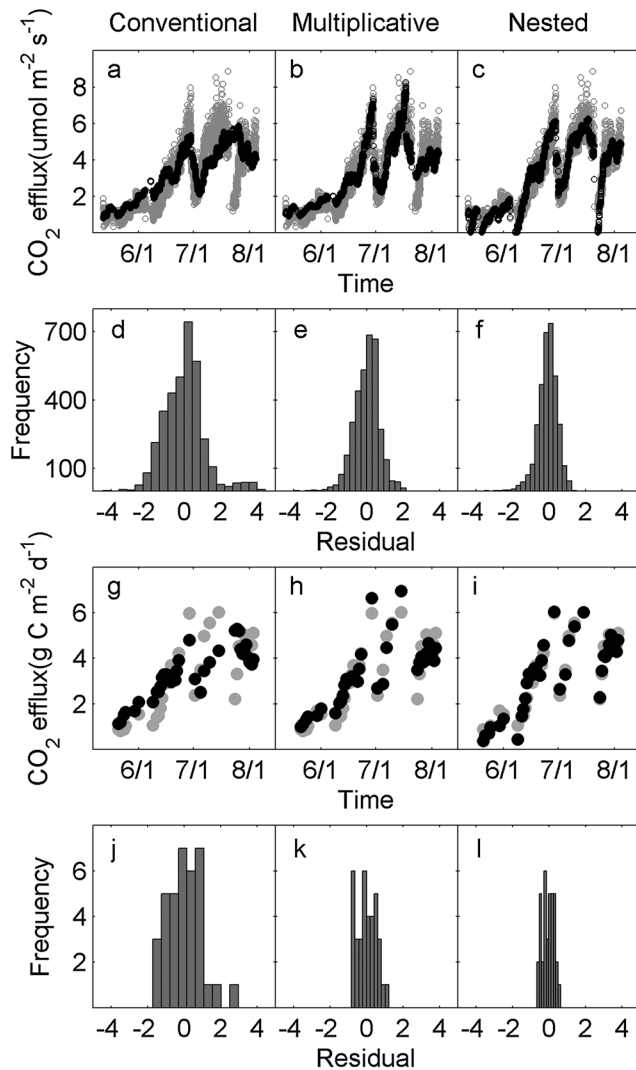 Conventional Multiplicative Nested
a b c
CO₂ efflux(umol m⁻² s⁻¹)
8
6
4
2
6/1 7/1 8/1 6/1 7/1 8/1 6/1 7/1 8/1
Time
d e f
Frequency
700
400
100
-4 -2 0 2 4 -4 -2 0 2 4 -4 -2 0 2 4
Residual
g h i
CO₂ efflux(g C m⁻² d⁻¹)
6
4
2
6/1 7/1 8/1 6/1 7/1 8/1 6/1 7/1 8/1
Time
j k l
Frequency
6
4
2
-4 -2 0 2 4 -4 -2 0 2 4 -4 -2 0 2 4
Residual Residual Residual